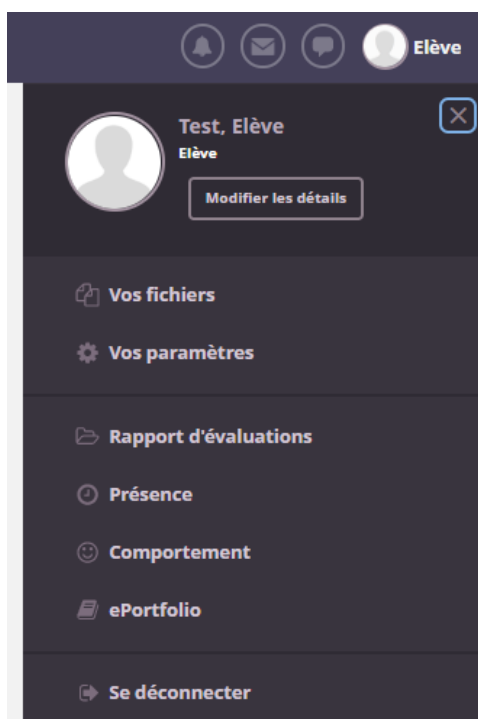 Elève
Test, Elève
Elève
Modifier les détails
Vos fichiers
Vos paramètres
Rapport d'évaluations
Présence
Comportement
ePortfolio
Se déconnecter